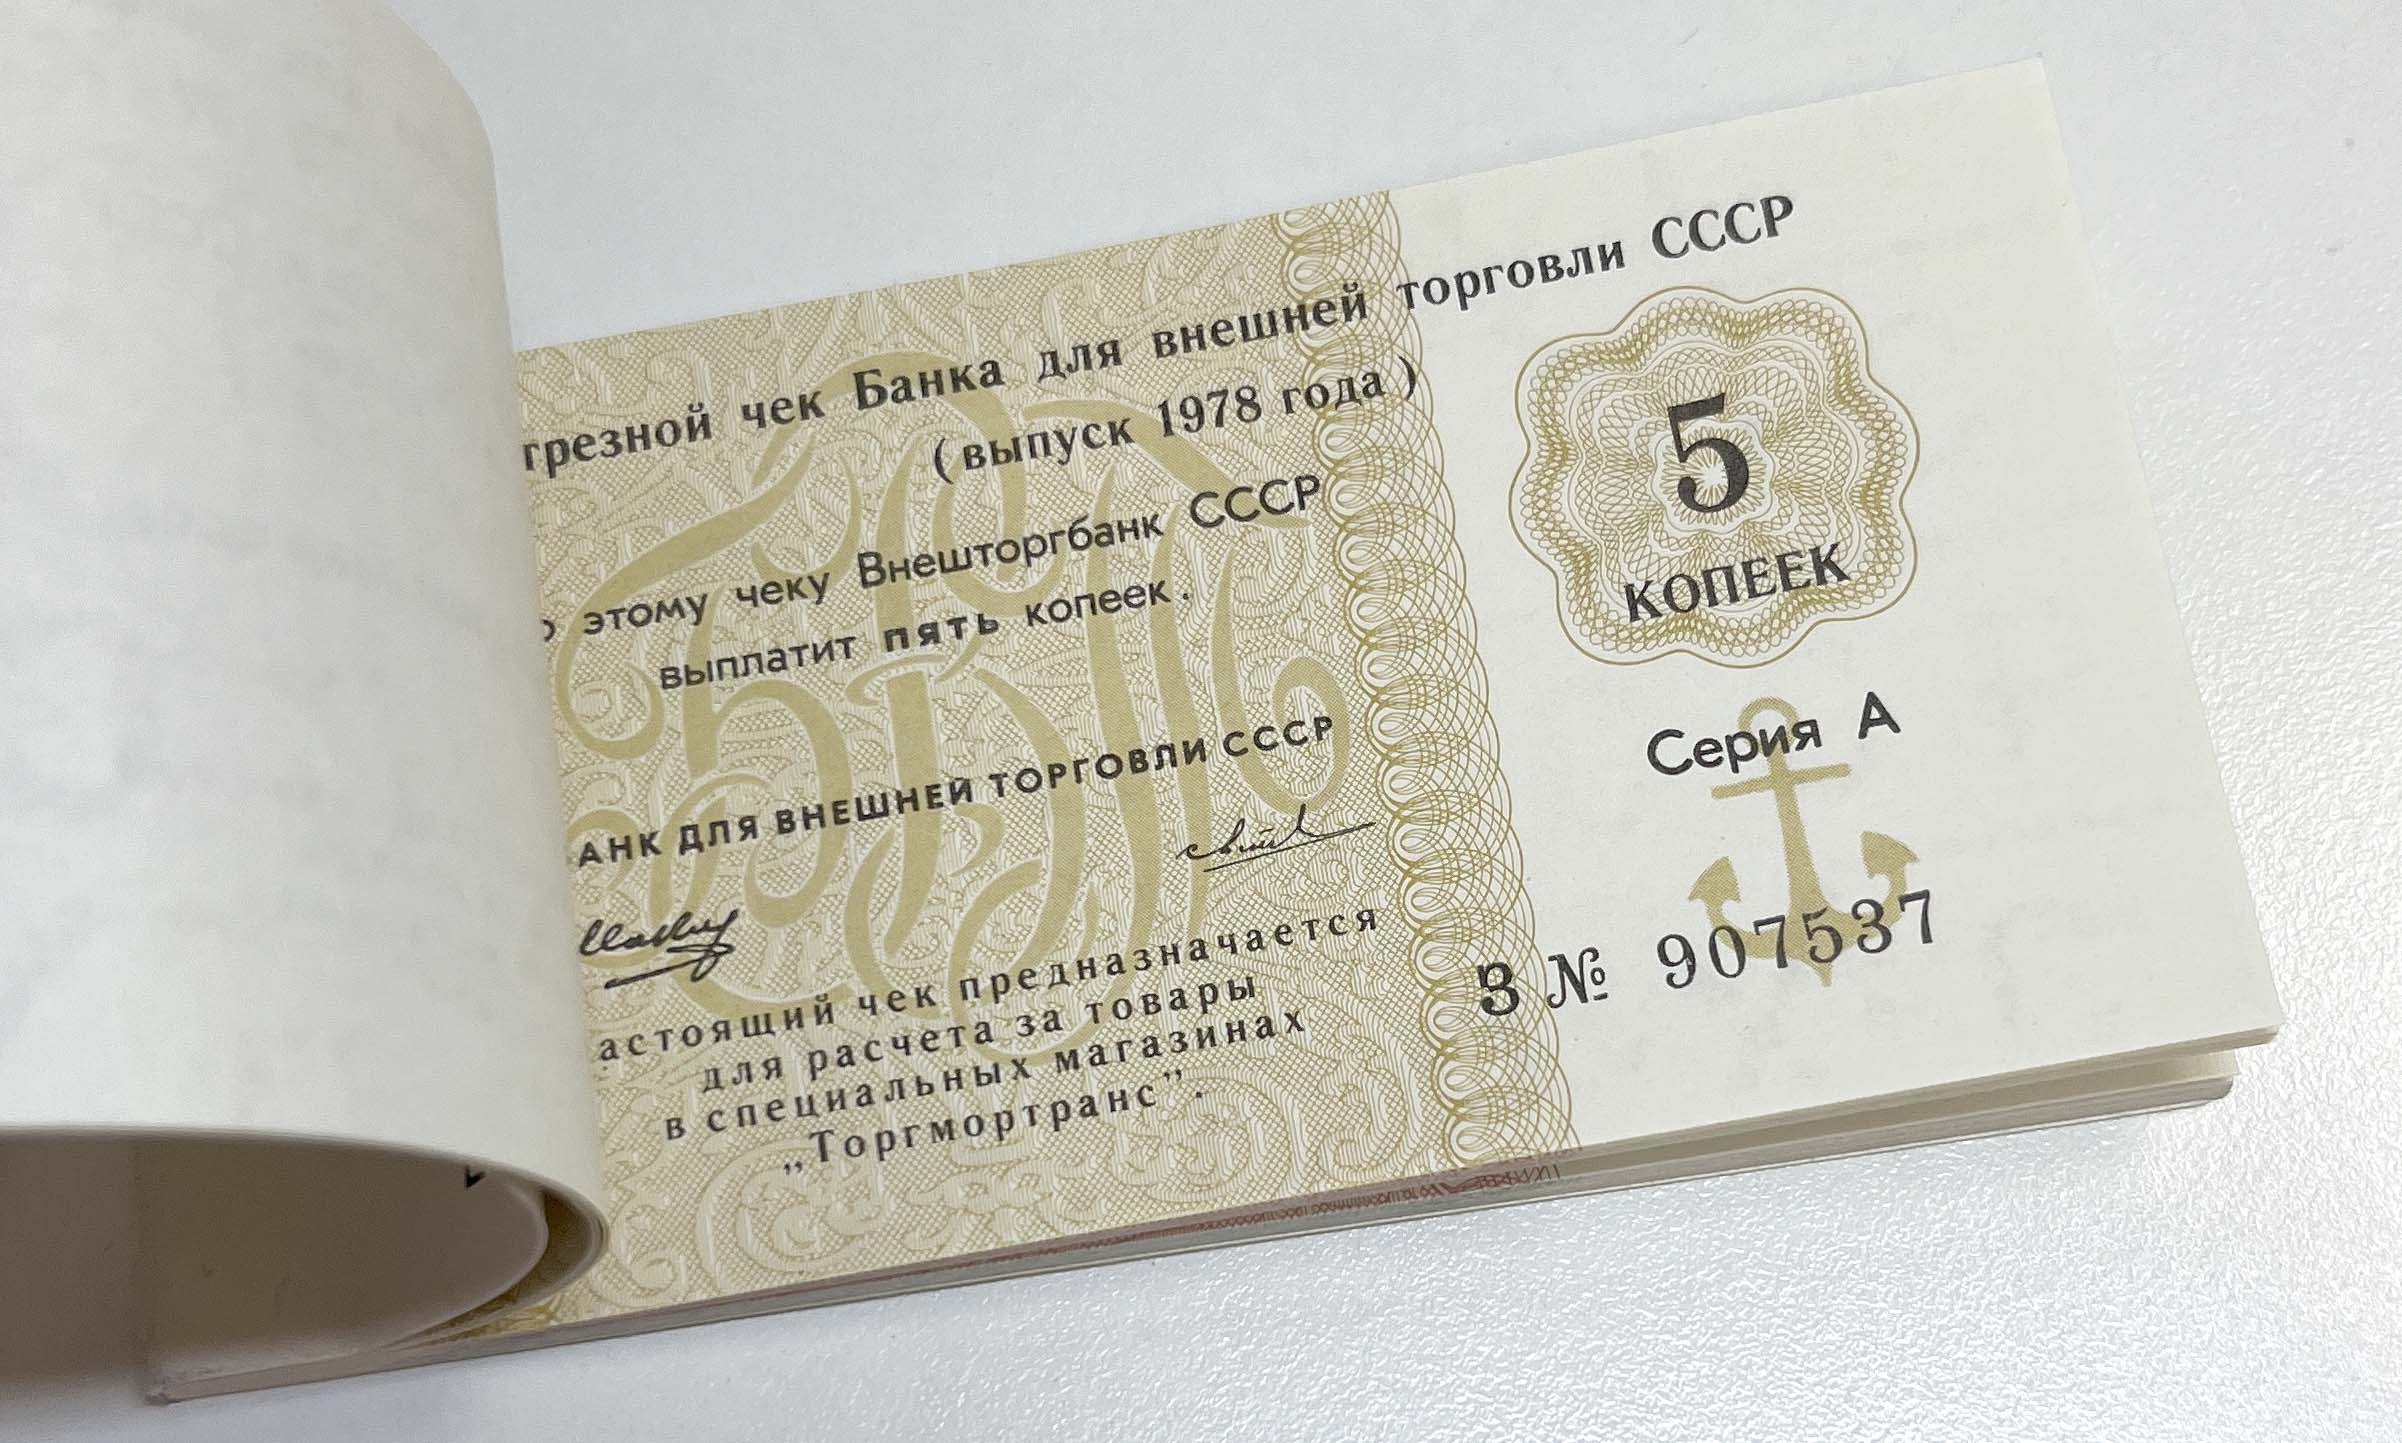 трезной чек Банка для внешней торговли СССР
( выпуск 1978 года )
5
КОПЕЕК
этому чеку Внешторгбанк СССР
выплатит пять копеек.
АНК ДЛЯ ВНЕШНЕЙ ТОРГОВЛИ СССР
Серия А
З № 907537
астоящий чек предназначается
для расчета за товары
в специальных магазинах
„Торгмортранс”.